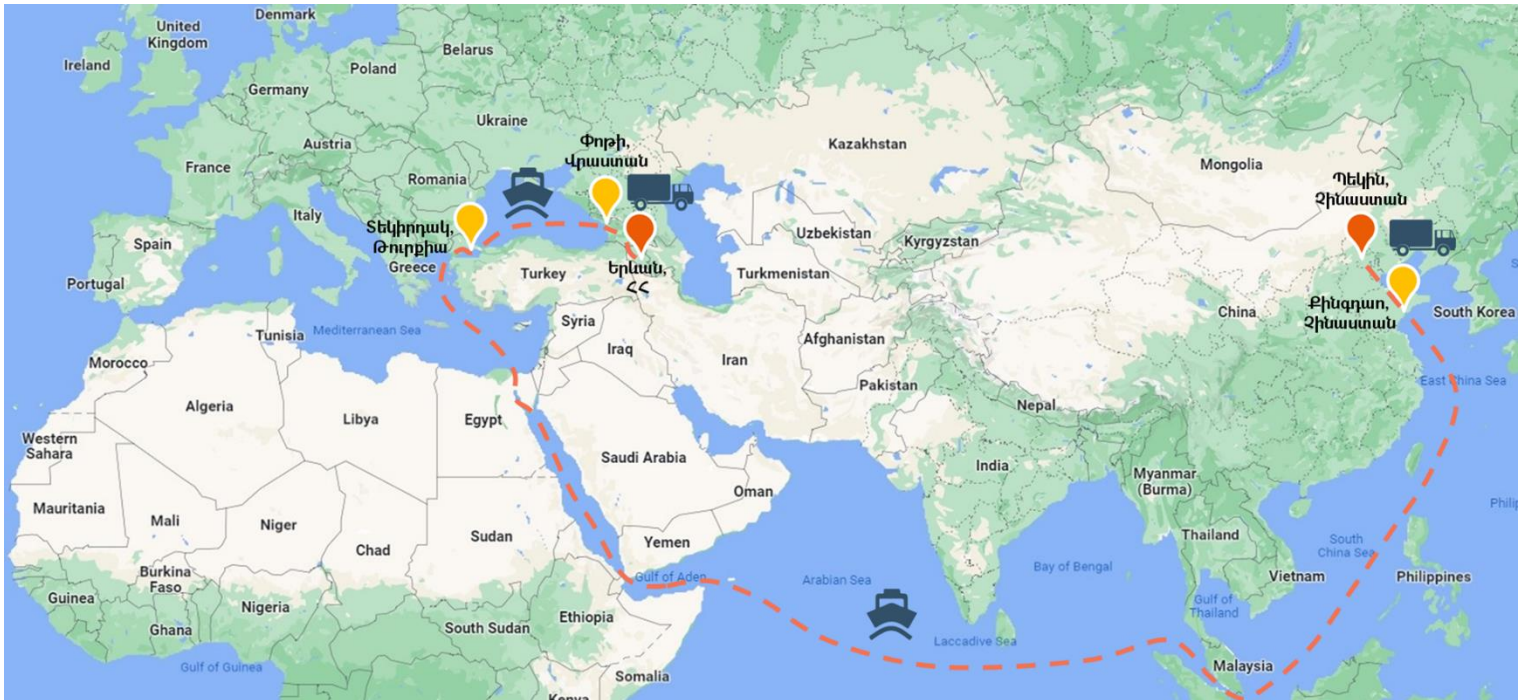 Denmark
United
Kingdom
Ireland
Belarus
Poland
Germany
Ukraine
Austria
France
Romania
Italy
Spain
Portugal
Greece
Փոթի,
Վրաստան
Տեկիրդակ,
Թուրքիա
Turkey
Երևան,
ՀՀ
Kazakhstan
Mongolia
Uzbekistan
Kyrgyzstan
Turkmenistan
Պեկին,
Չինաստան
China
Քինգդաո,
Չինաստան
South Korea
Tunisia
Mediterranean Sea
Syria
Iraq
Iran
Afghanistan
Morocco
Pakistan
East China Sea
Algeria
Libya
Egypt
Nepal
Western
Sahara
Saudi Arabia
India
Myanmar
(Burma)
Oman
Mauritania
Mali
Niger
Chad
Sudan
Yemen
Thailand
South
China Sea
Burkina
Faso
Guinea
Nigeria
Ghana
Gulf of Aden
Arabian Sea
Bay of Bengal
Vietnam
Philippines
Gulf of
Thailand
Ethiopia
South Sudan
Laccadive Sea
Gulf of Guinea
Somalia
Malaysia
Kenya
Philip